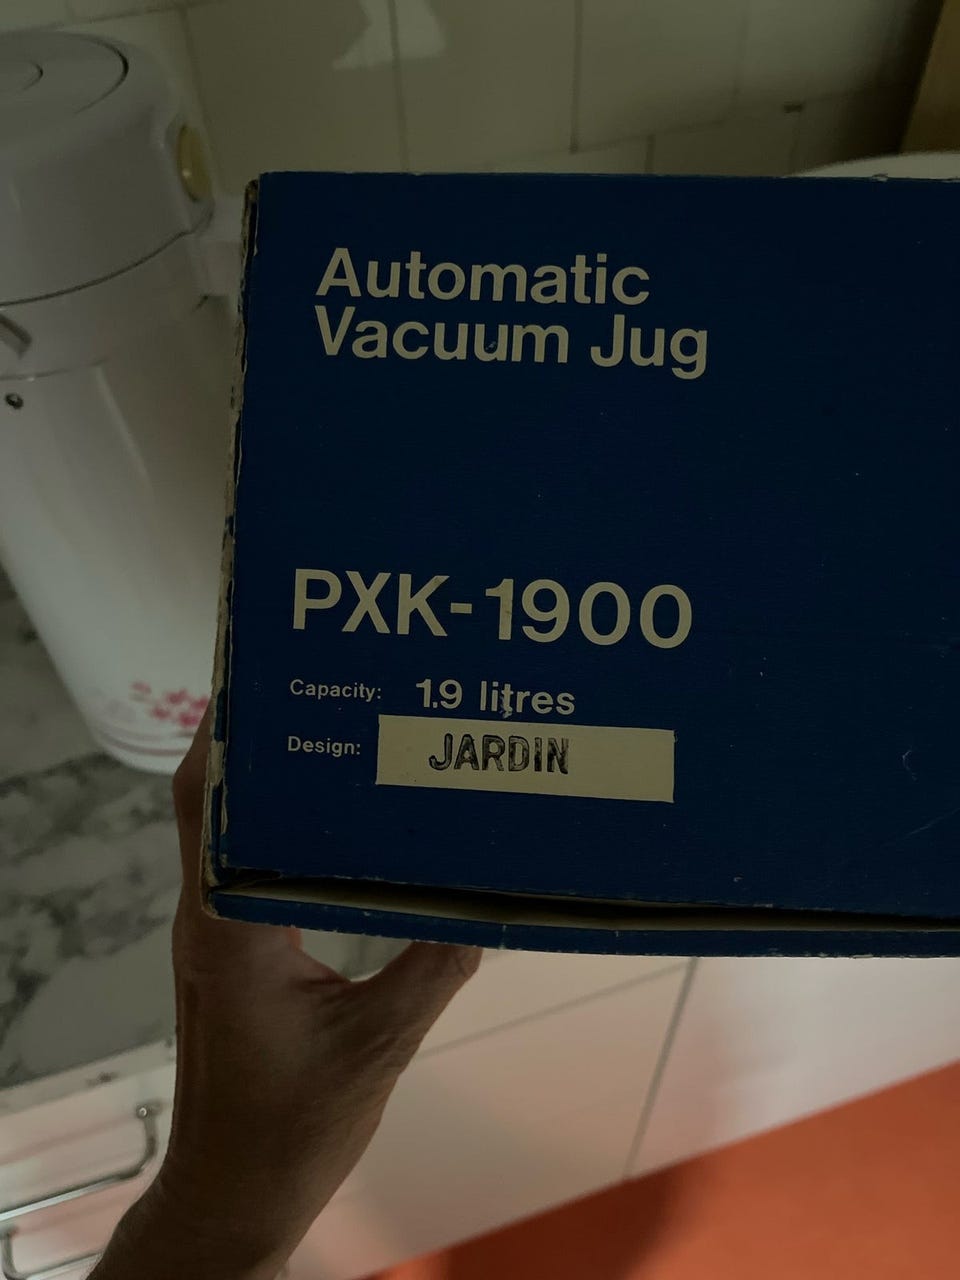 Automatic
Vacuum Jug
PXK-1900
Capacity: 1.9 litres
Design: JARDIN